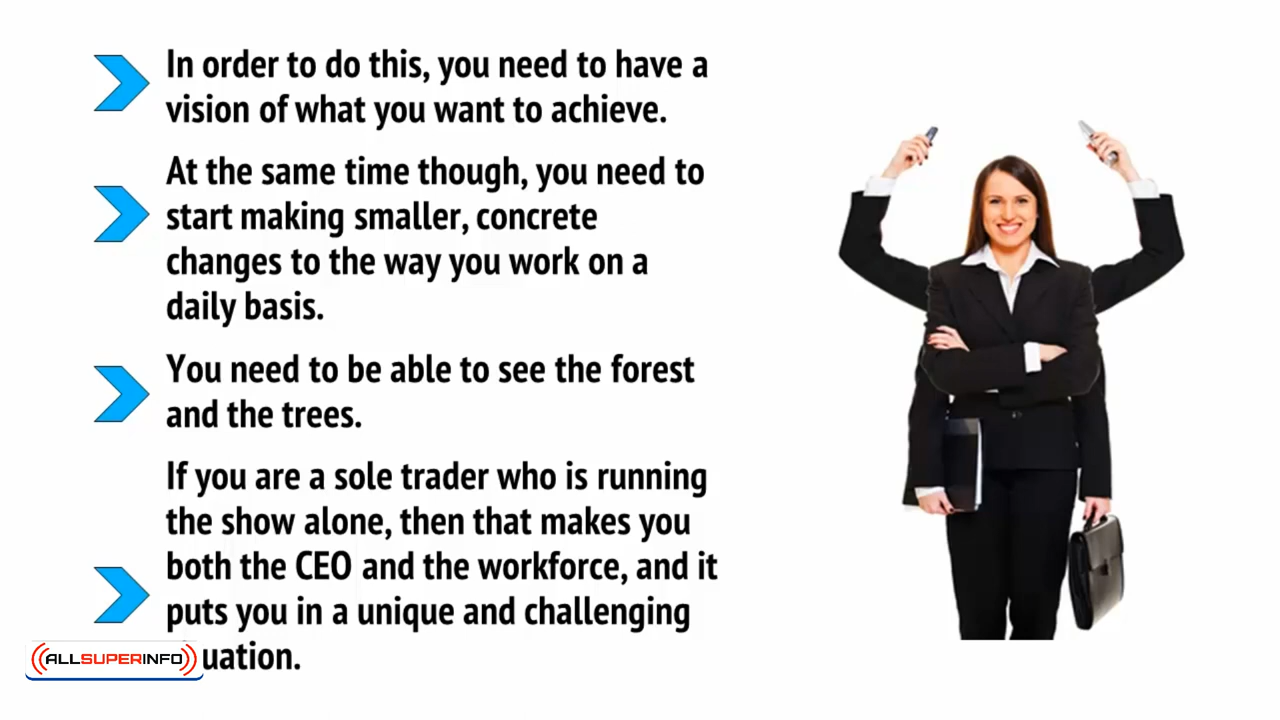 In order to do this, you need to have a
vision of what you want to achieve.
At the same time though, you need to
start making smaller, concrete
changes to the way you work on a
daily basis.
You need to be able to see the forest
and the trees.
If you are a sole trader who is running
the show alone, then that makes you
both the CEO and the workforce, and it
puts you in a unique and challenging
uation.
ALLSUPERINFO